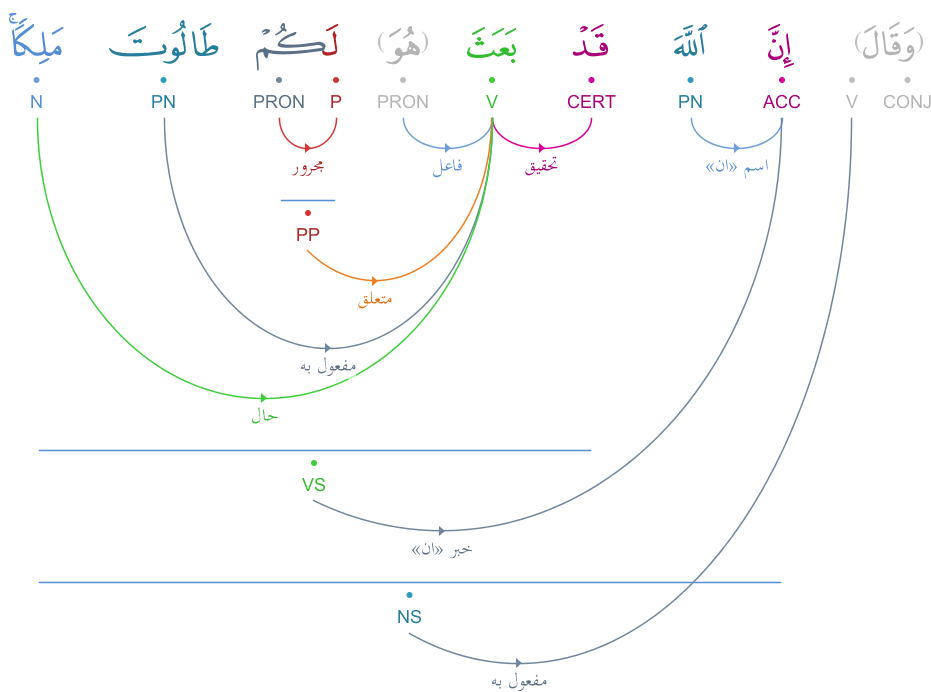 (وَقَالَ) إِنَّ ٱللَّهَ قَدْ بَعَثَ (هُوَ) لَكُمْ طَالُوتَ مَلِكًاۚ
CONJ V ACC PN CERT V PRON P PRON PN N
اسم «ان» تحقيق فاعل مجرور
PP
متعلق
مفعول به
حال
VS
خبر «ان»
NS
مفعول به